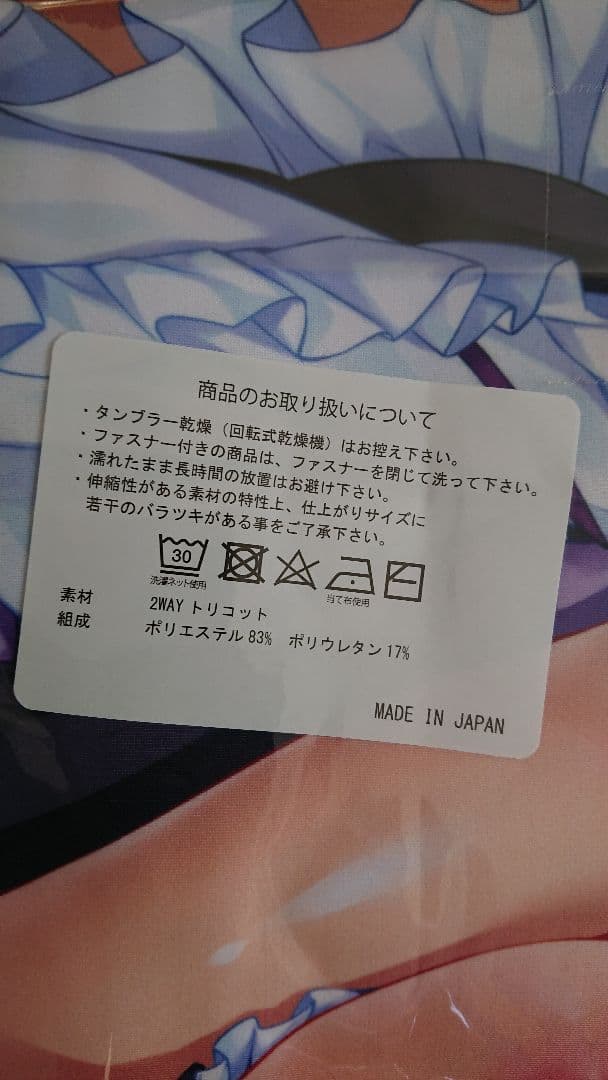 商品のお取り扱いについて
・タンブラー乾燥（回転式乾燥機）はお控え下さい。
・ファスナー付きの商品は、ファスナーを閉じて洗って下さい。
・濡れたまま長時間の放置はお避け下さい。
・伸縮性がある素材の特性上、仕上がりサイズに
若干のバラツキがある事をご了承下さい。
30
洗濯ネット使用
当て布使用
素材 2WAY トリコット
組成 ポリエステル 83% ポリウレタン 17%
MADE IN JAPAN